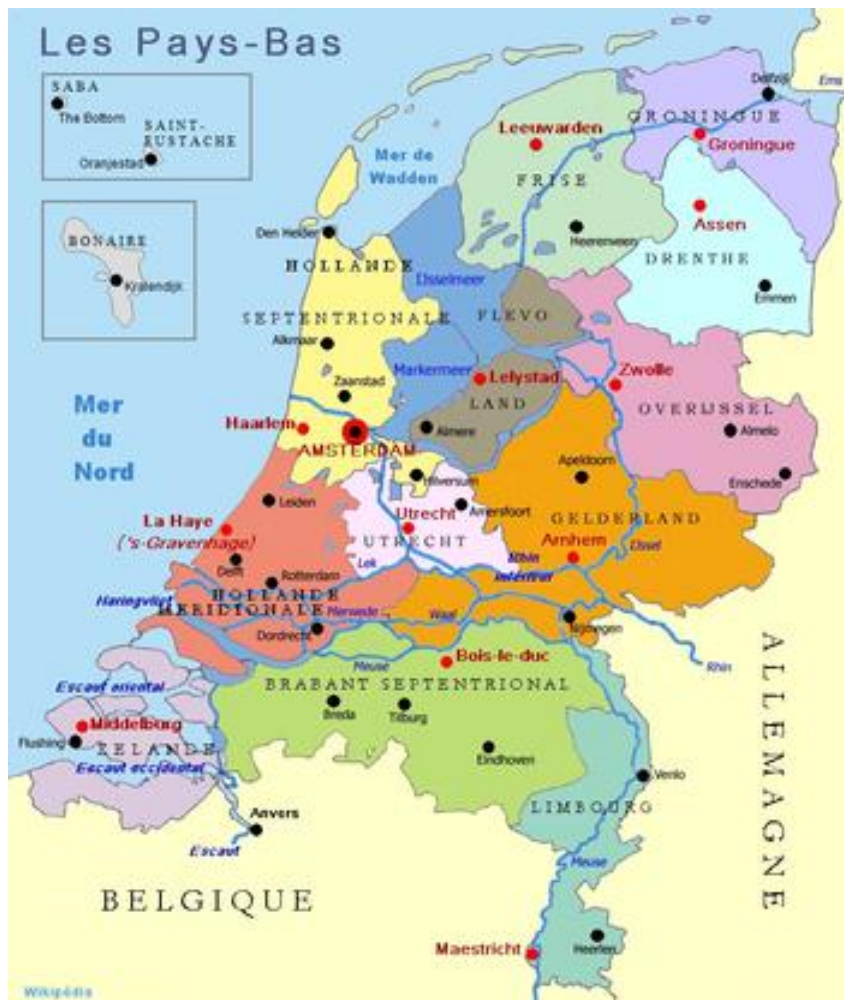 Les Pays-Bas
SABA
The Bottom
SAINT-
EUSTACHE
Oranjestad
BONAIRE
Kralendijk
Mer de
Wadden
Delfzijl
Ems
GRONINGUE
Groningue
Leeuwarden
FRISE
Heerenveen
Assen
DRENTHE
Emmen
Den Helder
HOLLANDE
SEPTENTRIONALE
IJsselmeer
Alkmaar
Zaanstad
Markermeer
FLEVO
LAND
Lelystad
Almere
Zwolle
OVERIJSSEL
Almelo
Enschede
Mer
du
Nord
Haarlem
AMSTERDAM
Hilversum
Apeldoorn
Leiden
Amersfoort
Utrecht
UTRECHT
GELDERLAND
Arnhem
IJssel
La Haye
('s-Gravenhage)
Delft
Rotterdam
Lek
Rhin
inférieur
Haringvliet
HOLLANDE
MERIDIONALE
Merwede
Waal
Dordrecht
Nijmegen
Rhin
Meuse
Bois-le-duc
BRABANT SEPTENTRIONAL
Breda
Tilburg
Eindhoven
Escaut oriental
Middelburg
Flushing
ZELANDE
Escaut occidental
Anvers
Escaut
Venlo
LIMBOURG
Meuse
Maestricht
Heerlen
BELGIQUE
ALLEMAGNE
Wikipédia